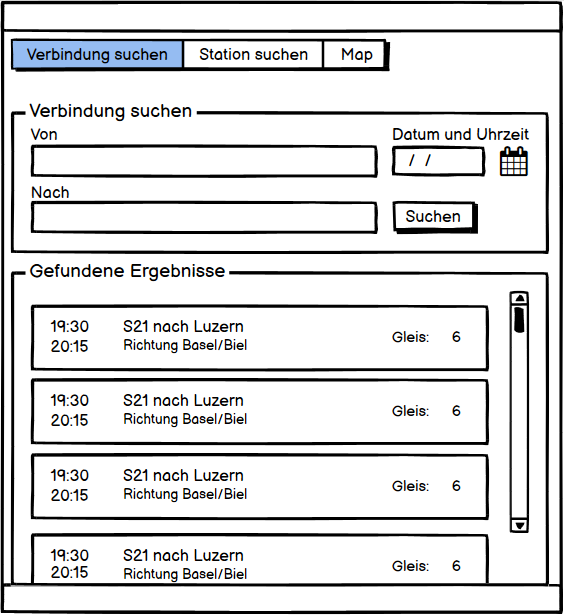 Verbindung suchen Station suchen Map
Verbindung suchen
Von Datum und Uhrzeit
/ /
Nach
Suchen
Gefundene Ergebnisse
19:30 S21 nach Luzern
20:15 Richtung Basel/Biel Gleis: 6
19:30 S21 nach Luzern
20:15 Richtung Basel/Biel Gleis: 6
19:30 S21 nach Luzern
20:15 Richtung Basel/Biel Gleis: 6
19:30 S21 nach Luzern
20:15 Richtung Basel/Biel Gleis: 6